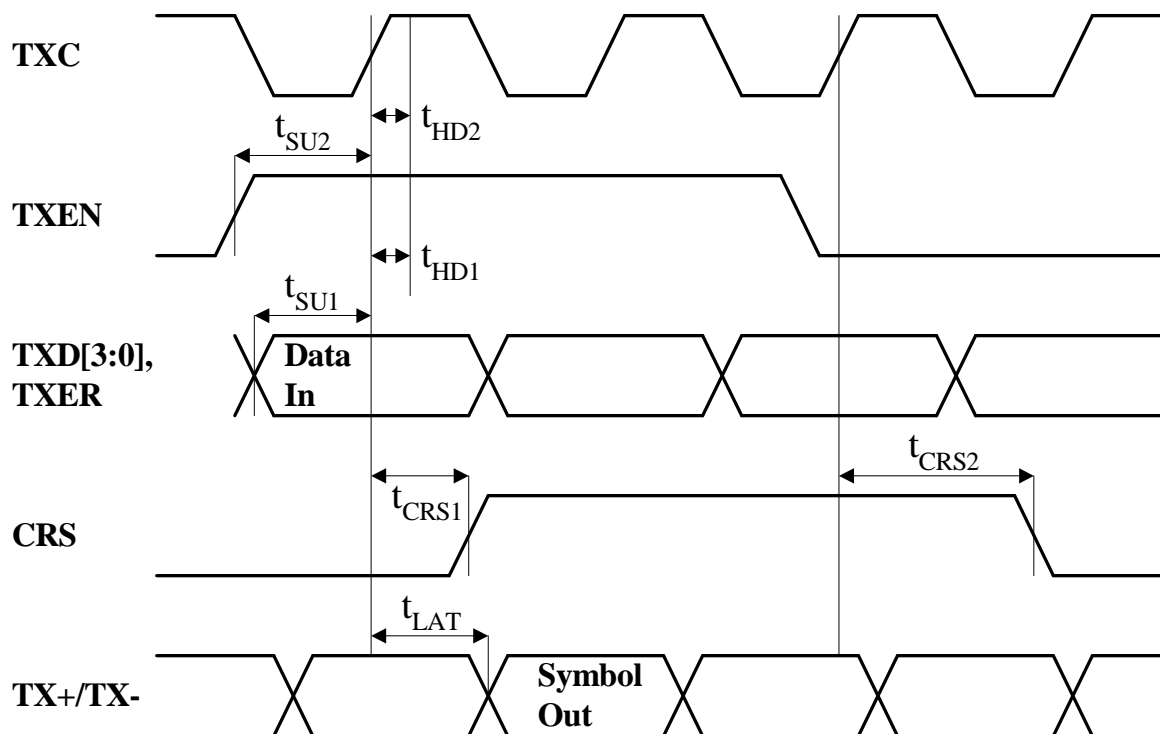 TXC
tHD2
tSU2
TXEN
tHD1
tSU1
TXD[3:0],
TXER
Data
In
tCRS2
tCRS1
CRS
tLAT
TX+/TX-
Symbol
Out